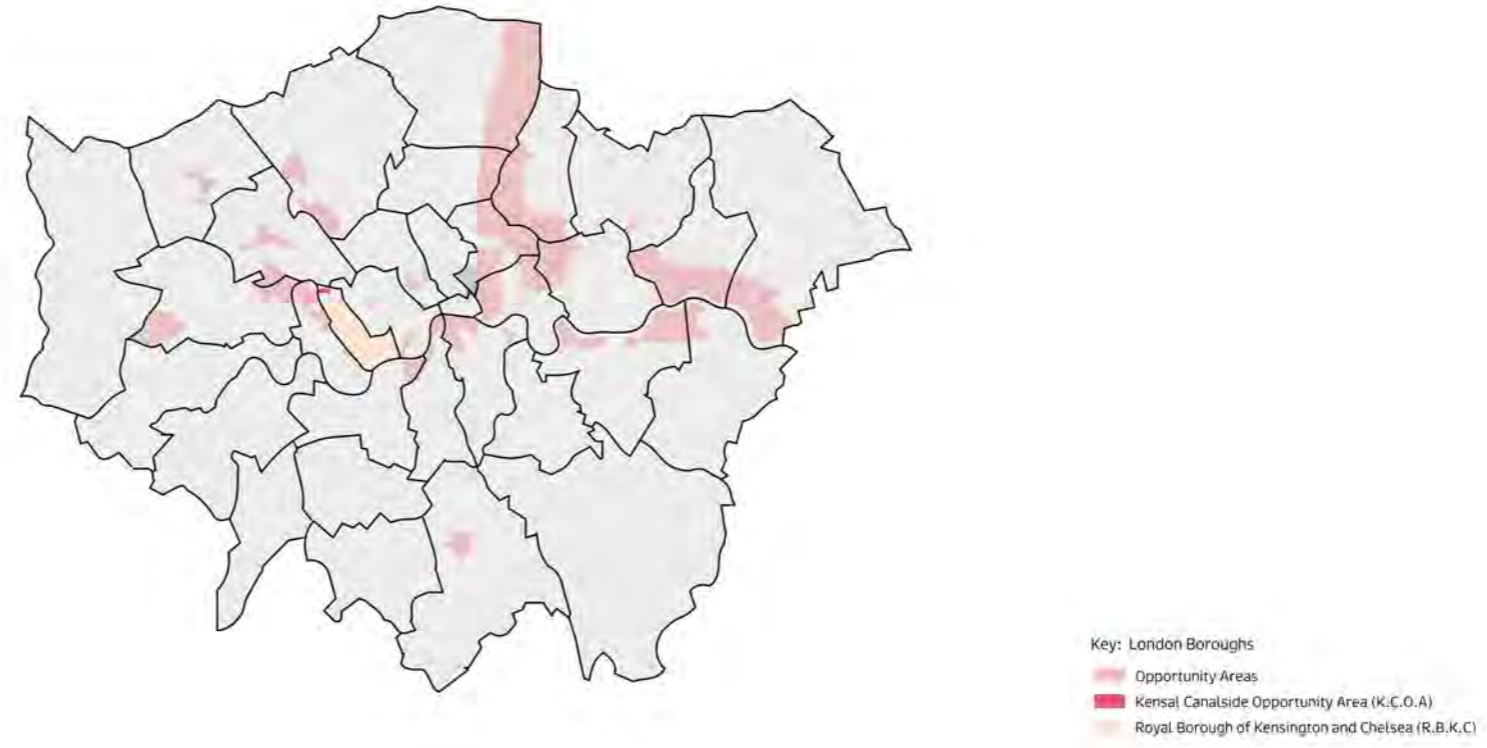 Key: London Boroughs
Opportunity Areas
Kensal Canalside Opportunity Area (K.C.O.A)
Royal Borough of Kensington and Chelsea (R.B.K.C)